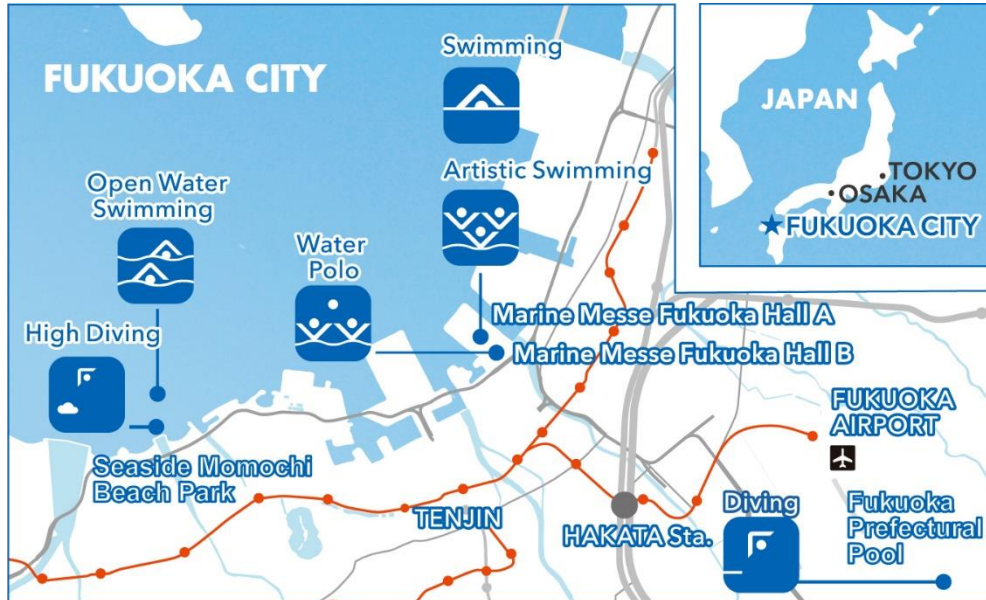 FUKUOKA CITY
Swimming
Artistic Swimming
Open Water
Swimming
Water
Polo
High Diving
Marine Messe Fukuoka Hall A
Marine Messe Fukuoka Hall B
Seaside Momochi
Beach Park
TENJIN
HAKATA Sta.
FUKUOKA
AIRPORT
Diving
Fukuoka
Prefectural
Pool
JAPAN
TOKYO
OSAKA
FUKUOKA CITY